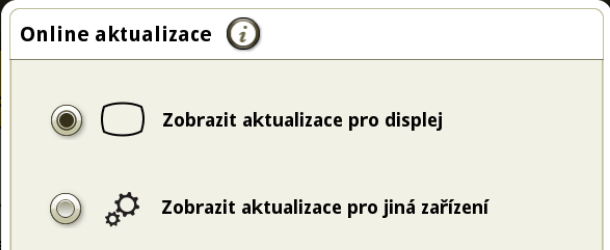 Online aktualizace
Zobrazit aktualizace pro displej
Zobrazit aktualizace pro jiná zařízení